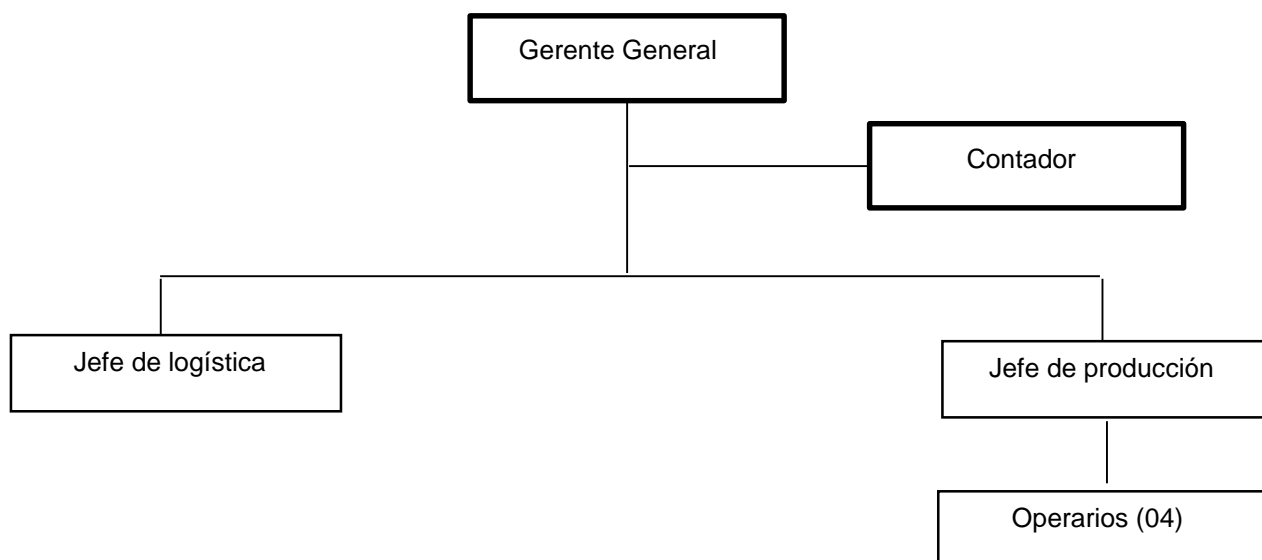 Gerente General
Contador
Jefe de logística
Jefe de producción
Operarios (04)